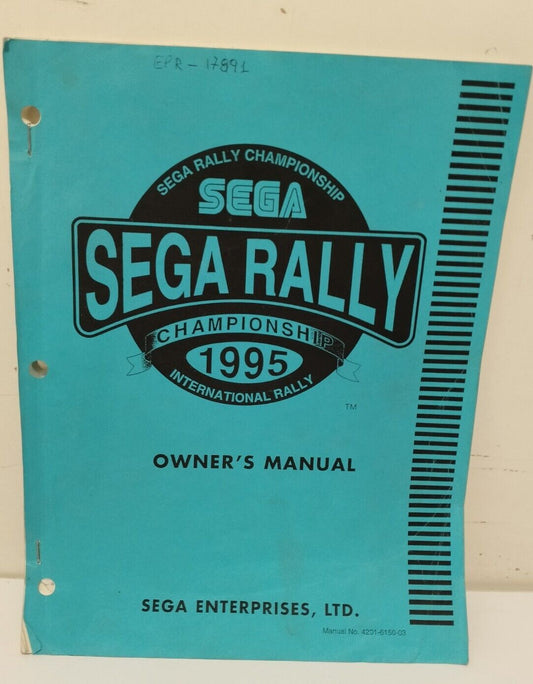 EPR-17891
SEGA RALLY CHAMPIONSHIP
SEGA
SEGA RALLY
CHAMPIONSHIP
1995
INTERNATIONAL RALLY
TM
OWNER'S MANUAL
SEGA ENTERPRISES, LTD.
Manual No. 4201-6150-03